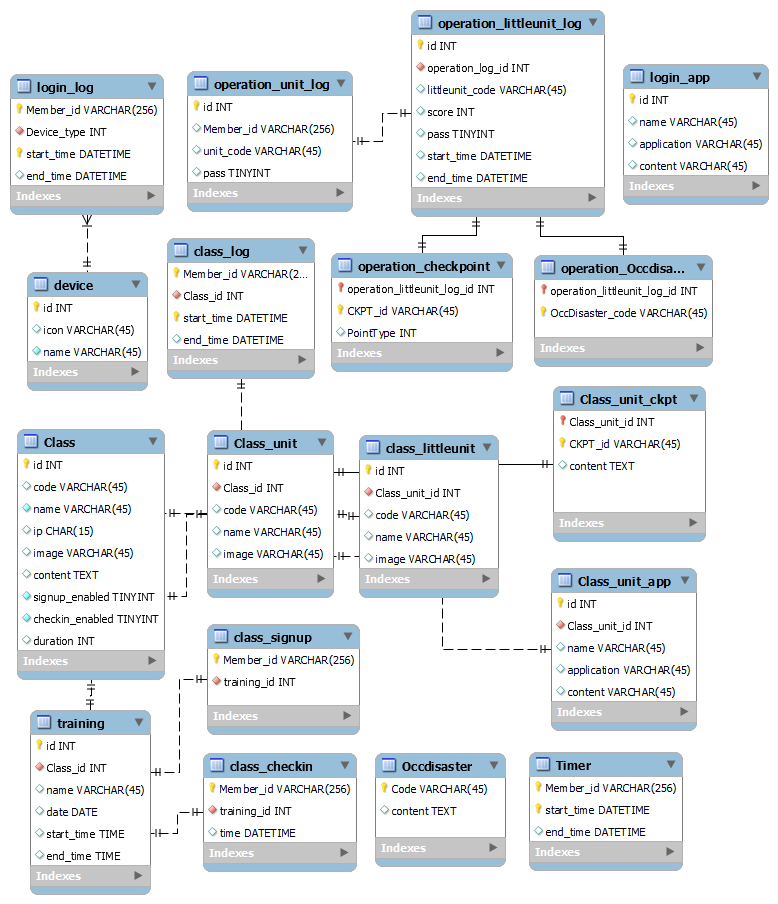 operation_littleunit_log
id INT
operation_log_id INT
littleunit_code VARCHAR(45)
score INT
pass TINYINT
start_time DATETIME
end_time DATETIME
Indexes
login_log
Member_id VARCHAR(256)
Device_type INT
start_time DATETIME
end_time DATETIME
Indexes
operation_unit_log
id INT
Member_id VARCHAR(256)
unit_code VARCHAR(45)
pass TINYINT
Indexes
login_app
id INT
name VARCHAR(45)
application VARCHAR(45)
content VARCHAR(45)
Indexes
device
id INT
icon VARCHAR(45)
name VARCHAR(45)
Indexes
class_log
Member_id VARCHAR(2...
Class_id INT
start_time DATETIME
end_time DATETIME
Indexes
operation_checkpoint
operation_littleunit_log_id INT
CKPT_id VARCHAR(45)
PointType INT
Indexes
operation_Occdisa...
operation_littleunit_log_id INT
OccDisaster_code VARCHAR(45)
Indexes
Class
id INT
code VARCHAR(45)
name VARCHAR(45)
ip CHAR(15)
image VARCHAR(45)
content TEXT
signup_enabled TINYINT
checkin_enabled TINYINT
duration INT
Indexes
Class_unit
id INT
Class_id INT
code VARCHAR(45)
name VARCHAR(45)
image VARCHAR(45)
Indexes
class_littleunit
id INT
Class_unit_id INT
code VARCHAR(45)
name VARCHAR(45)
image VARCHAR(45)
Indexes
Class_unit_ckpt
Class_unit_id INT
CKPT_id VARCHAR(45)
content TEXT
Indexes
Class_unit_app
id INT
Class_unit_id INT
name VARCHAR(45)
application VARCHAR(45)
content VARCHAR(45)
Indexes
class_signup
Member_id VARCHAR(256)
training_id INT
Indexes
training
id INT
Class_id INT
name VARCHAR(45)
date DATE
start_time TIME
end_time TIME
Indexes
class_checkin
Member_id VARCHAR(256)
training_id INT
time DATETIME
Indexes
Occdisaster
Code VARCHAR(45)
content TEXT
Indexes
Timer
Member_id VARCHAR(256)
start_time DATETIME
end_time DATETIME
Indexes